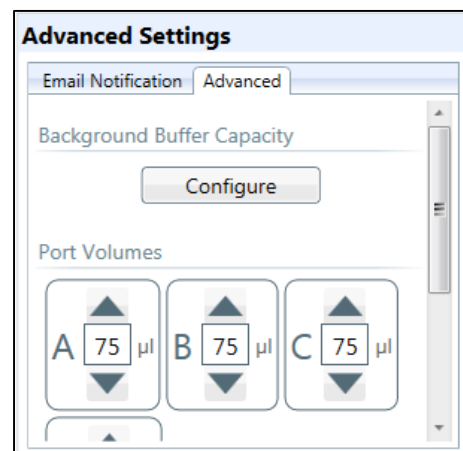 Advanced Settings
Email Notification Advanced
Background Buffer Capacity
Configure
Port Volumes
A 75 µl B 75 µl C 75 µl